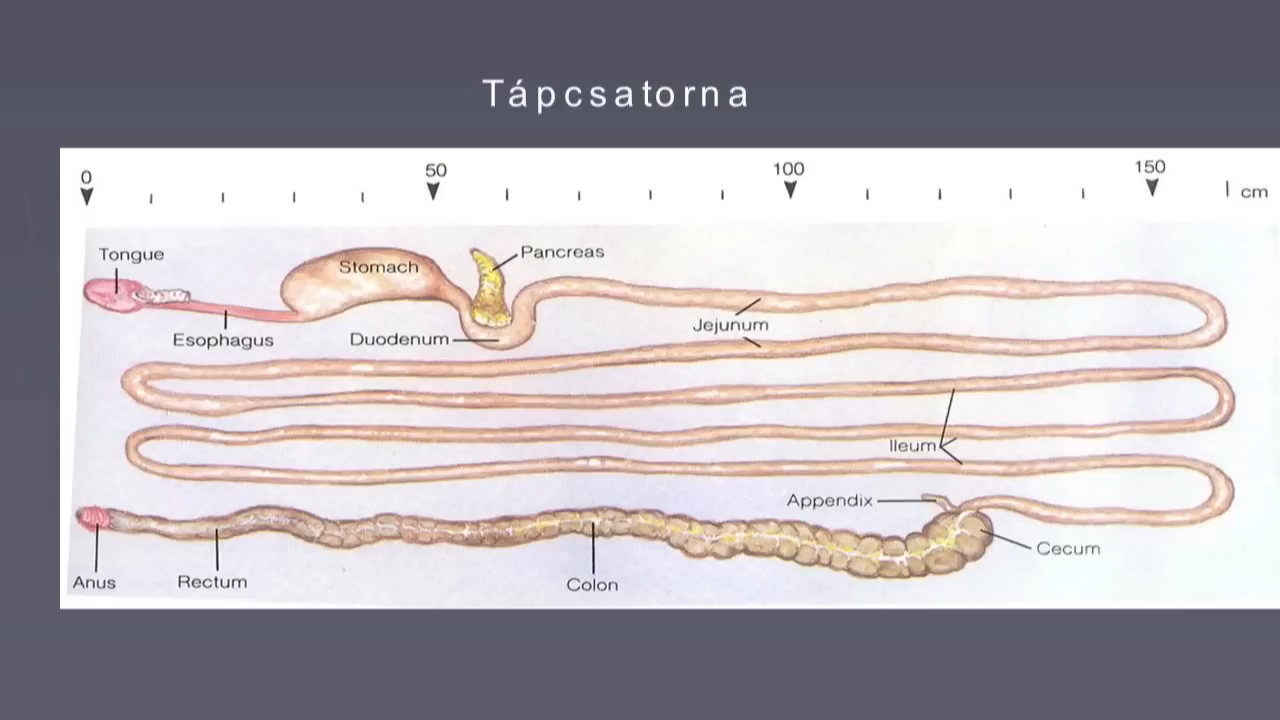 Tápcsatorna
0 50 100 150 cm
Tongue
Stomach
Pancreas
Esophagus
Duodenum
Jejunum
Ileum
Appendix
Cecum
Anus
Rectum
Colon